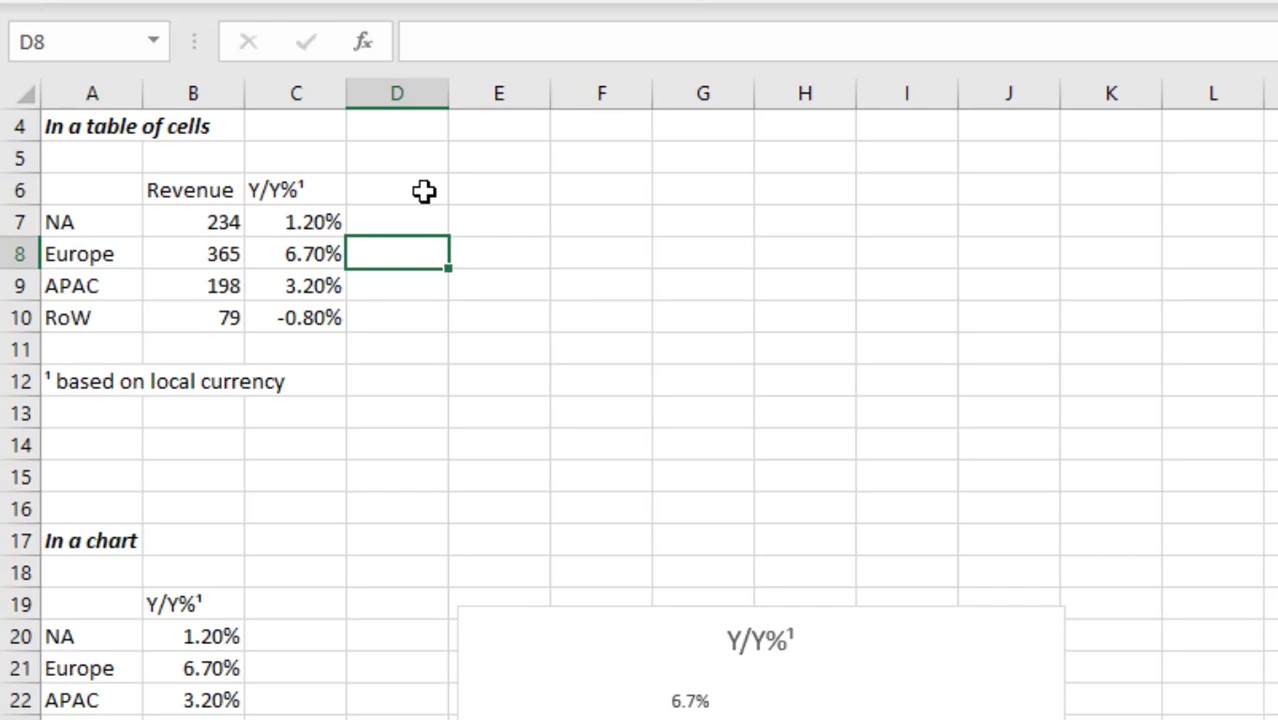 D8 fx
A B C D E F G H I J K L
4 In a table of cells
5
6 Revenue Y/Y%¹
7 NA 234 1.20%
8 Europe 365 6.70%
9 APAC 198 3.20%
10 RoW 79 -0.80%
11
12 ¹ based on local currency
13
14
15
16
17 In a chart
18
19 Y/Y%¹
20 NA 1.20% Y/Y%¹
21 Europe 6.70%
22 APAC 3.20% 6.7%